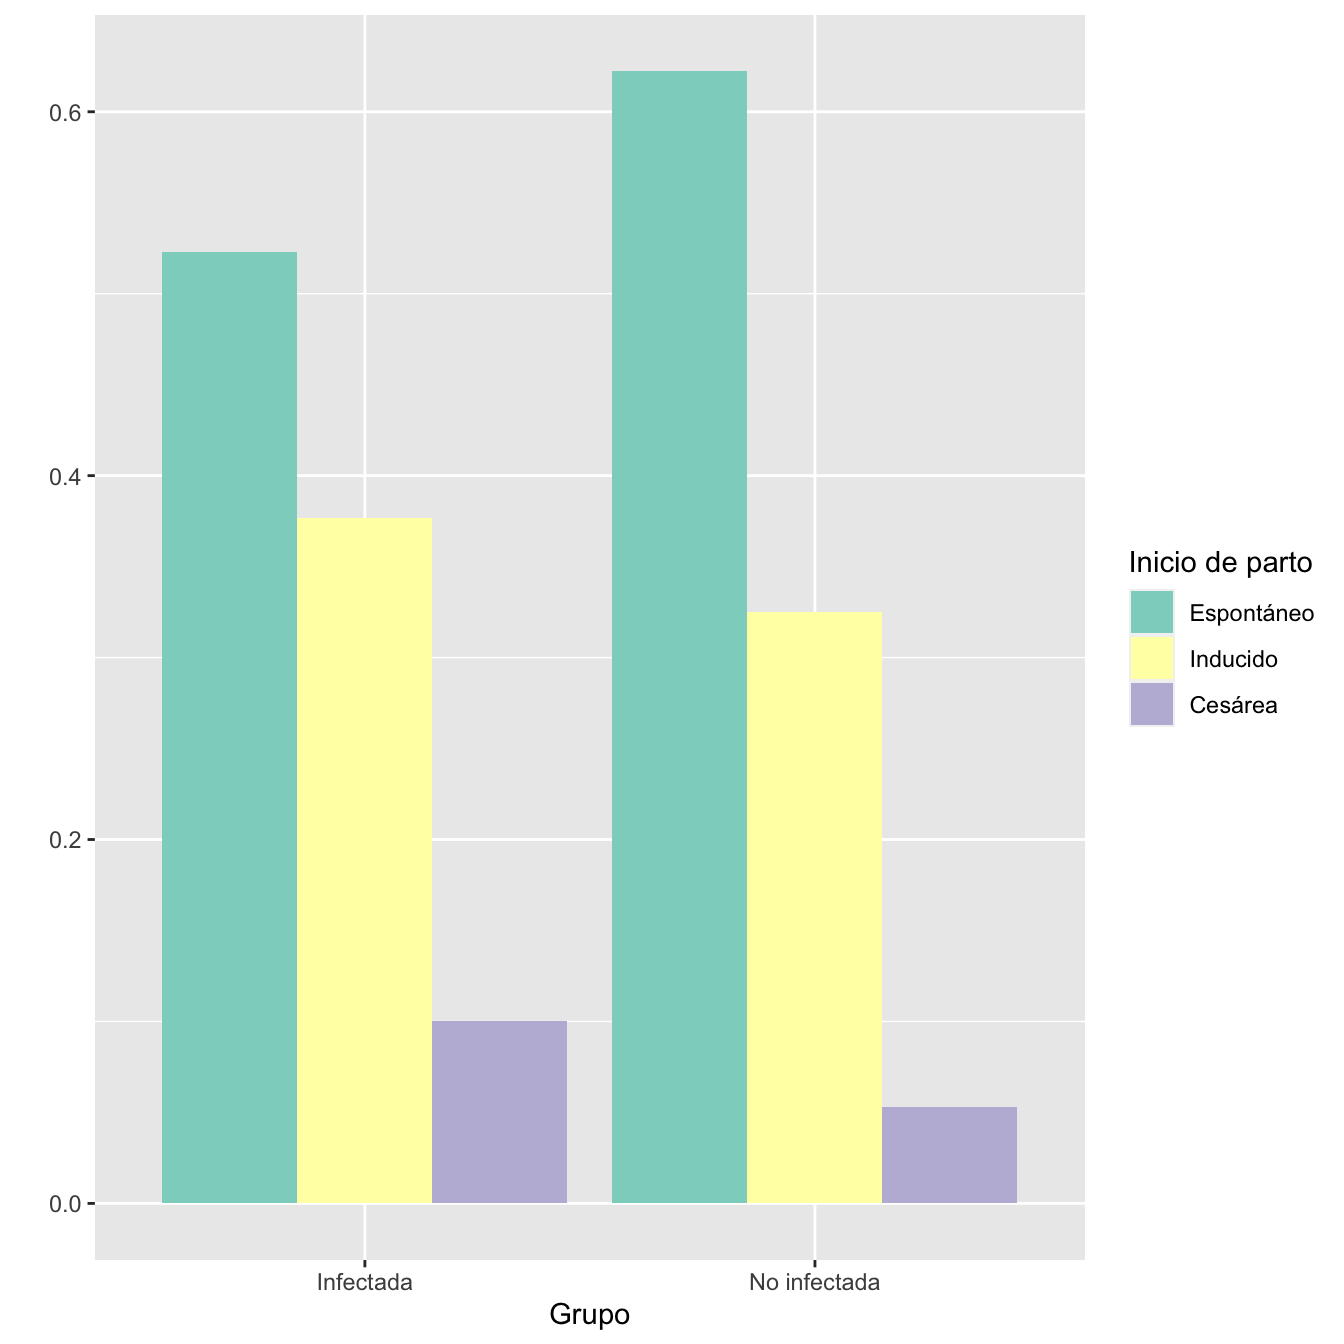 0.6
0.4
0.2
0.0
Infectada
No infectada
Grupo
Inicio de parto
Espontáneo
Inducido
Cesárea